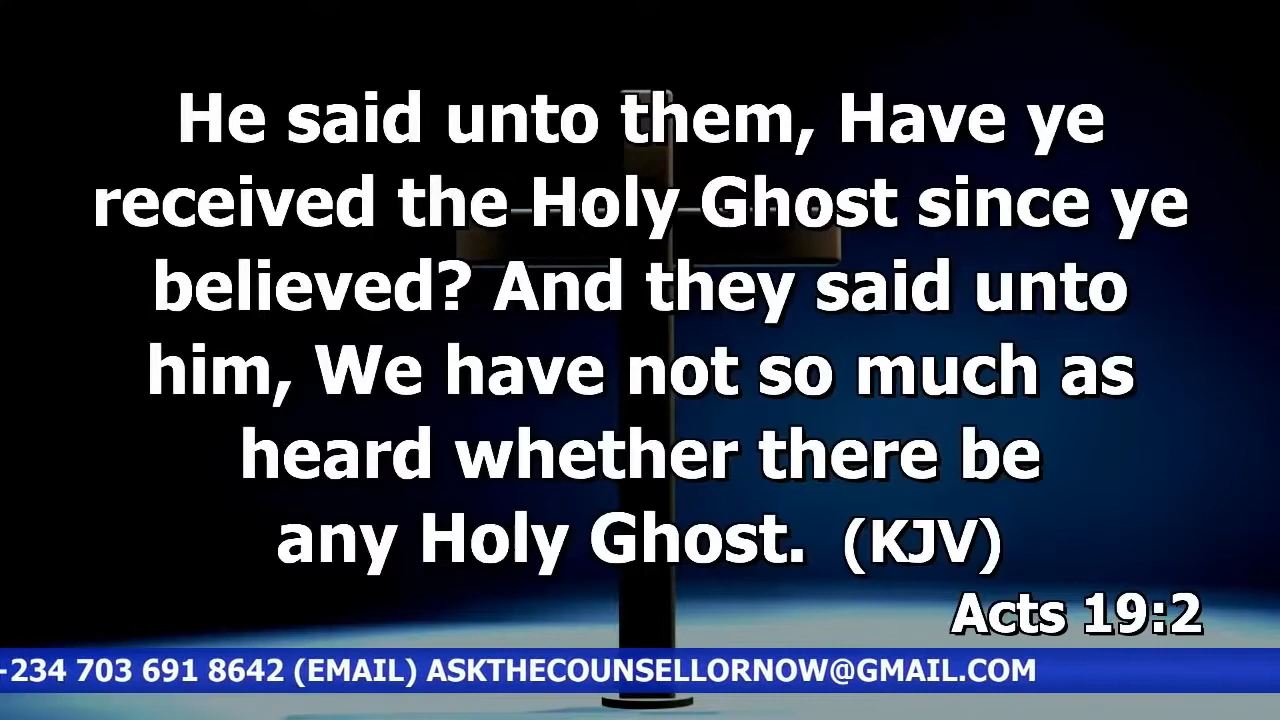 He said unto them, Have ye
received the Holy Ghost since ye
believed? And they said unto
him, We have not so much as
heard whether there be
any Holy Ghost. (KJV)
Acts 19:2
+234 703 691 8642 (EMAIL) ASKTHECOUNSELLORNOW@GMAIL.COM